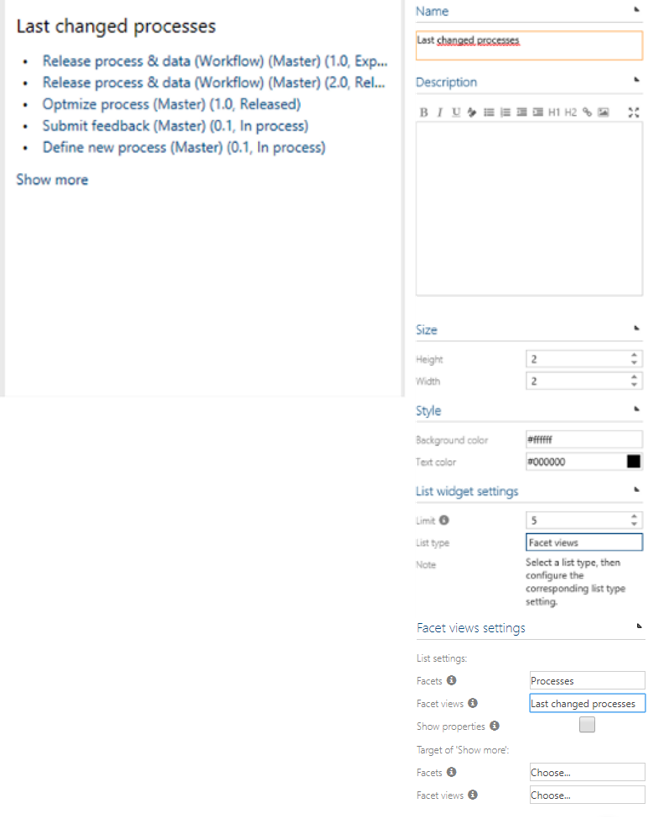 Last changed processes
• Release process & data (Workflow) (Master) (1.0, Exp...
• Release process & data (Workflow) (Master) (2.0, Rel...
• Optmize process (Master) (1.0, Released)
• Submit feedback (Master) (0.1, In process)
• Define new process (Master) (0.1, In process)
Show more
Name
Last changed processes
Description
B I U H1 H2
Size
Height 2
Width 2
Style
Background color #ffffff
Text color #000000
List widget settings
Limit 5
List type Facet views
Note Select a list type, then
configure the
corresponding list type
setting.
Facet views settings
List settings:
Facets Processes
Facet views Last changed processes
Show properties
Target of 'Show more':
Facets Choose...
Facet views Choose...